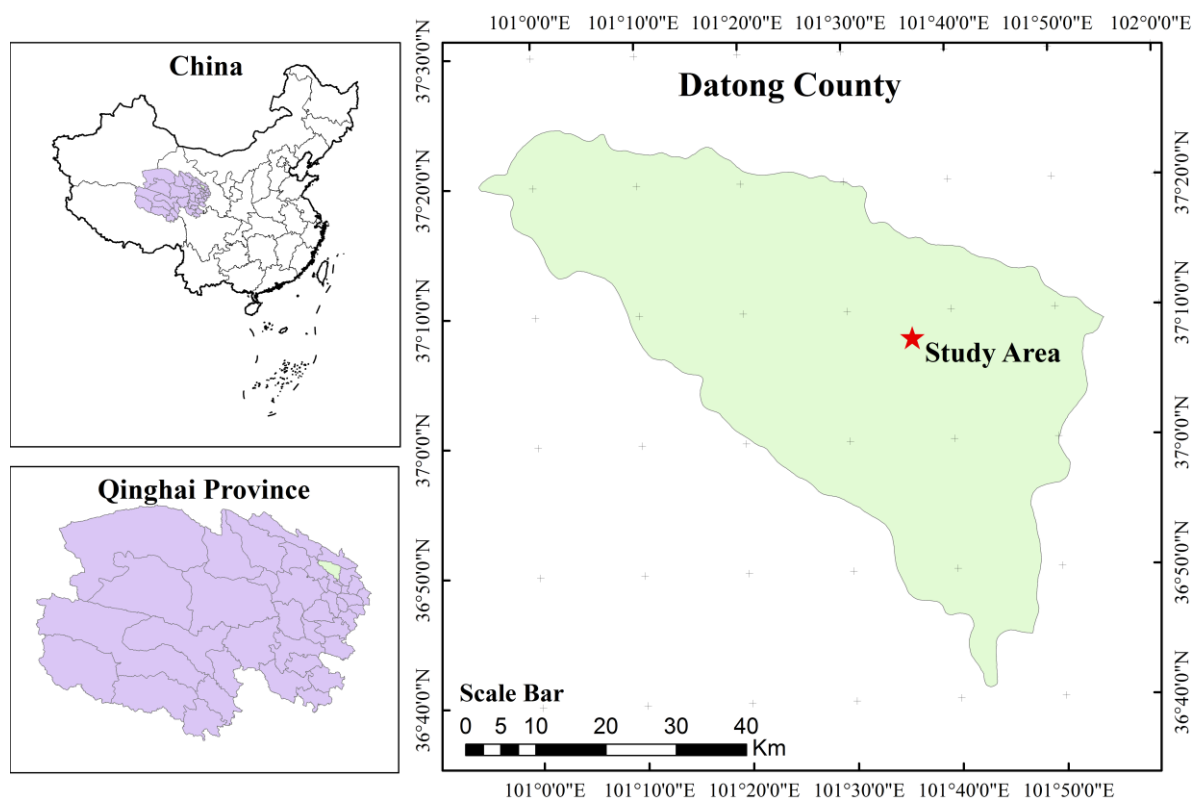 China
Qinghai Province
101°0'0"E 101°10'0"E 101°20'0"E 101°30'0"E 101°40'0"E 101°50'0"E 102°0'0"E
Datong County
37°30'0"N
37°20'0"N
37°10'0"N
37°0'0"N
36°50'0"N
36°40'0"N
Study Area
37°20'0"N
37°10'0"N
37°0'0"N
36°50'0"N
36°40'0"N
Scale Bar
0 5 10 20 30 40
Km
101°0'0"E 101°10'0"E 101°20'0"E 101°30'0"E 101°40'0"E 101°50'0"E